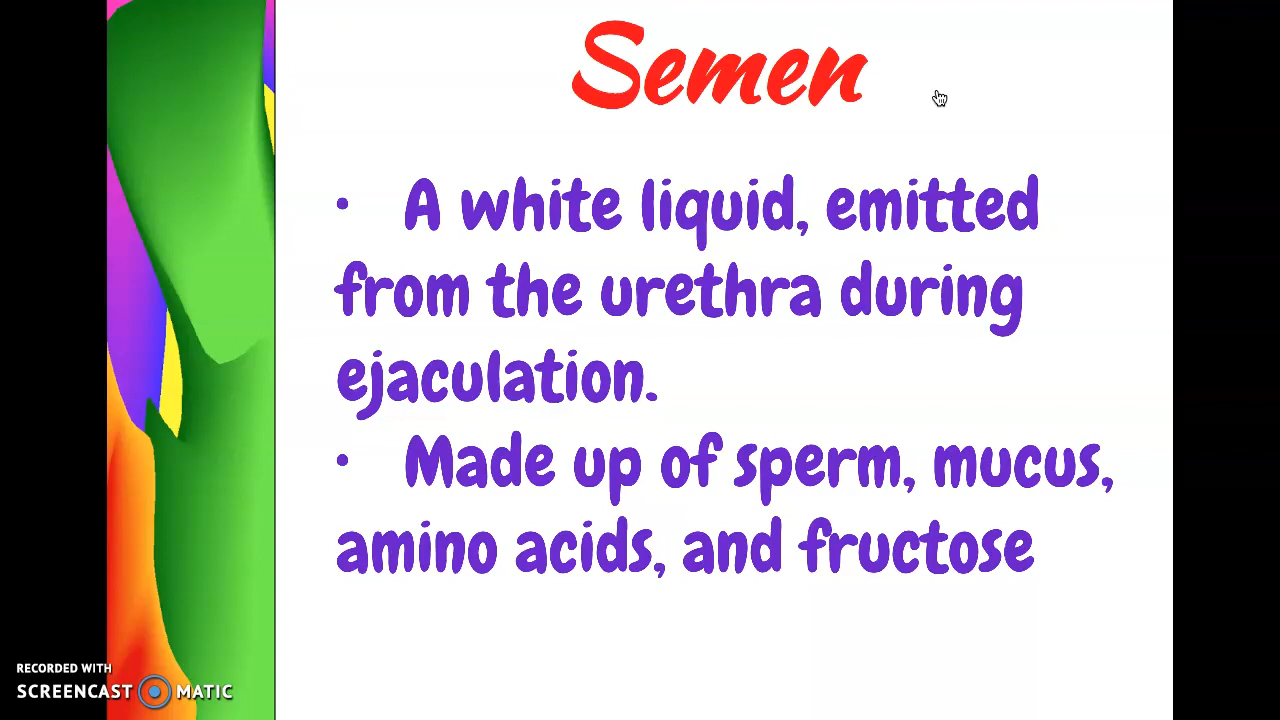 Semen
• A white liquid, emitted
from the urethra during
ejaculation.
• Made up of sperm, mucus,
amino acids, and fructose
RECORDED WITH
SCREENCAST MATIC